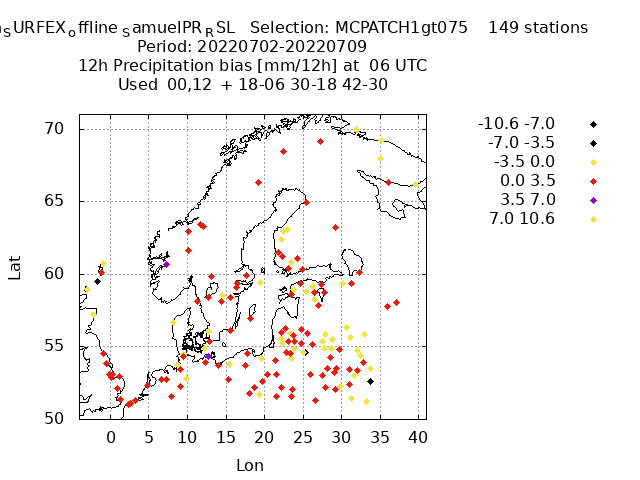 SURFEXoffline SamuelPRRSL Selection: MCPATCH1gt075 149 stations
Period: 20220702-20220709
12h Precipitation bias [mm/12h] at 06 UTC
Used 00,12 + 18-06 30-18 42-30
-10.6 -7.0
-7.0 -3.5
-3.5 0.0
0.0 3.5
3.5 7.0
7.0 10.6
70
65
60
55
50
Lat
0 5 10 15 20 25 30 35 40
Lon